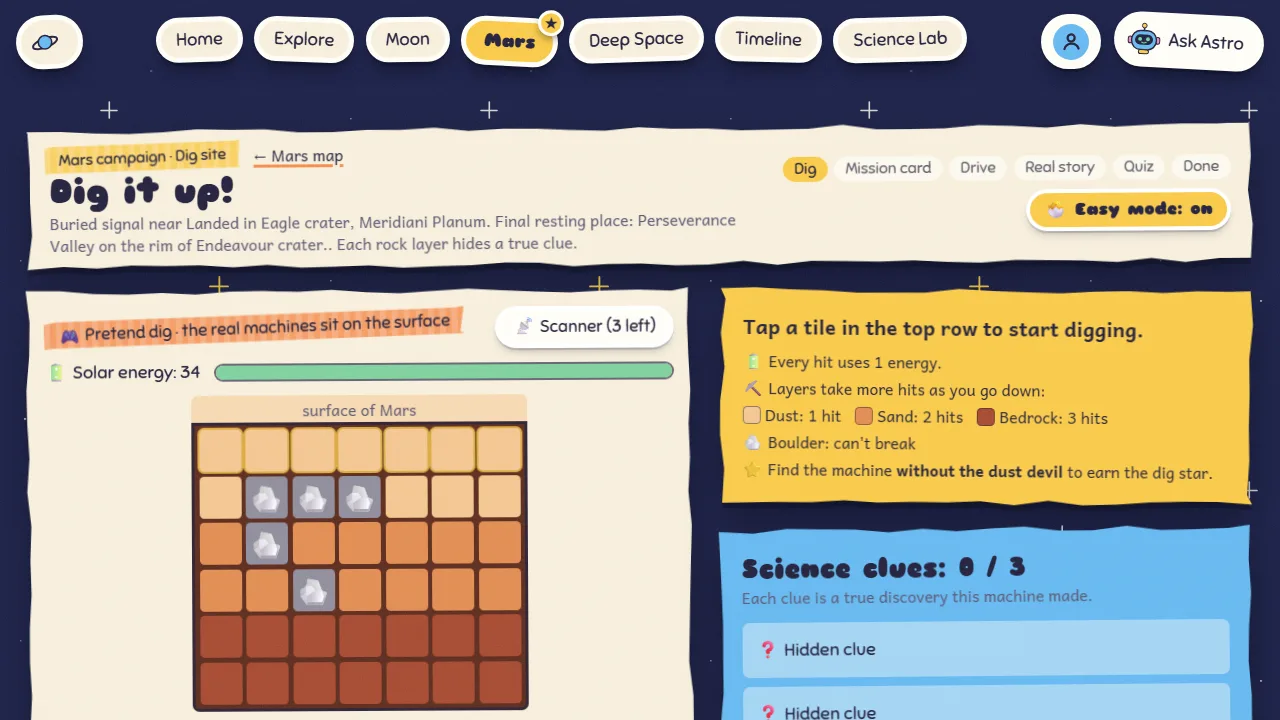 Home
Explore
Moon
Mars
Deep Space
Timeline
Science Lab
Ask Astro
Mars campaign · Dig site
← Mars map
Dig it up!
Buried signal near Landed in Eagle crater, Meridiani Planum. Final resting place: Perseverance
Valley on the rim of Endeavour crater.. Each rock layer hides a true clue.
Dig
Mission card
Drive
Real story
Quiz
Done
Easy mode: on
Pretend dig · the real machines sit on the surface
Scanner (3 left)
Solar energy: 34
surface of Mars
Tap a tile in the top row to start digging.
Every hit uses 1 energy.
Layers take more hits as you go down:
Dust: 1 hit Sand: 2 hits Bedrock: 3 hits
Boulder: can't break
Find the machine without the dust devil to earn the dig star.
Science clues: 0 / 3
Each clue is a true discovery this machine made.
Hidden clue
Hidden clue